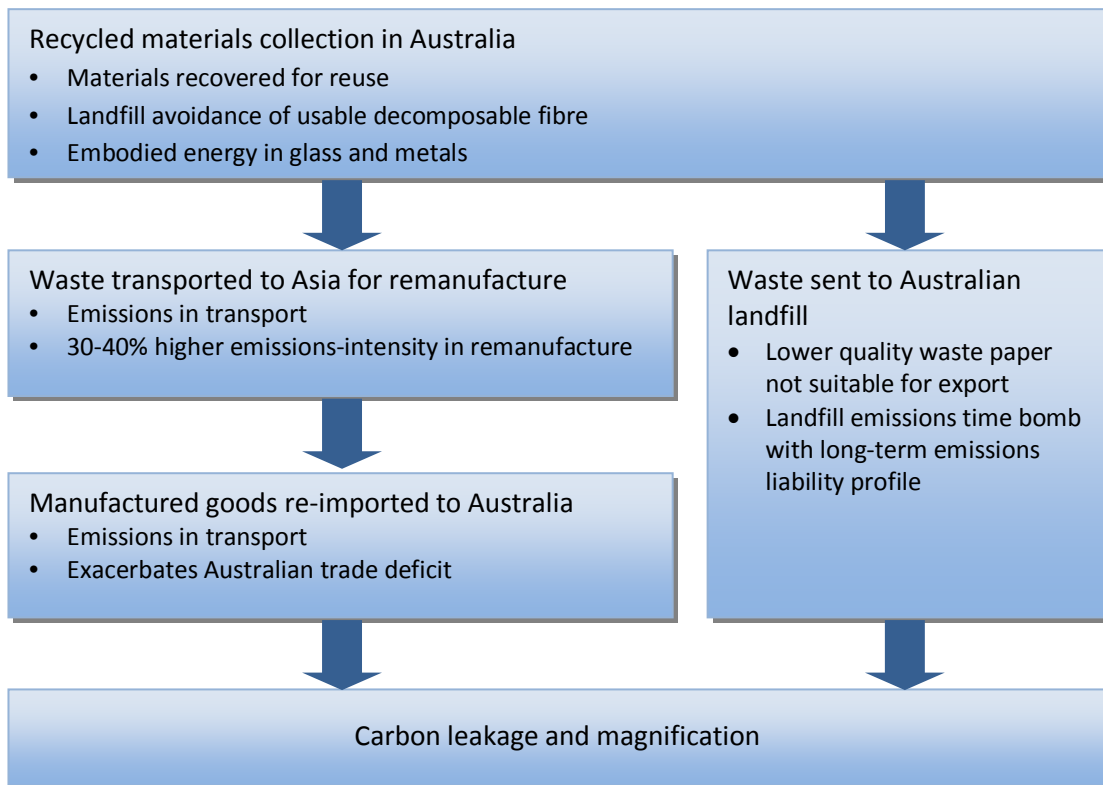 Recycled materials collection in Australia
• Materials recovered for reuse
• Landfill avoidance of usable decomposable fibre
• Embodied energy in glass and metals
Waste transported to Asia for remanufacture
• Emissions in transport
• 30-40% higher emissions-intensity in remanufacture
Manufactured goods re-imported to Australia
• Emissions in transport
• Exacerbates Australian trade deficit
Waste sent to Australian
landfill
• Lower quality waste paper
not suitable for export
• Landfill emissions time bomb
with long-term emissions
liability profile
Carbon leakage and magnification